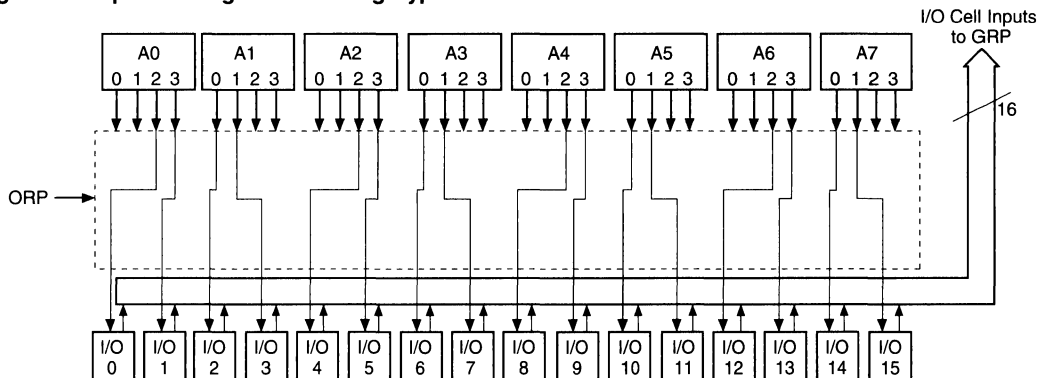 I/O Cell Inputs
to GRP
A0 A1 A2 A3 A4 A5 A6 A7
0 1 2 3 0 1 2 3 0 1 2 3 0 1 2 3 0 1 2 3 0 1 2 3 0 1 2 3 0 1 2 3
16
ORP
I/O I/O I/O I/O I/O I/O I/O I/O I/O I/O I/O I/O I/O I/O I/O I/O
0 1 2 3 4 5 6 7 8 9 10 11 12 13 14 15